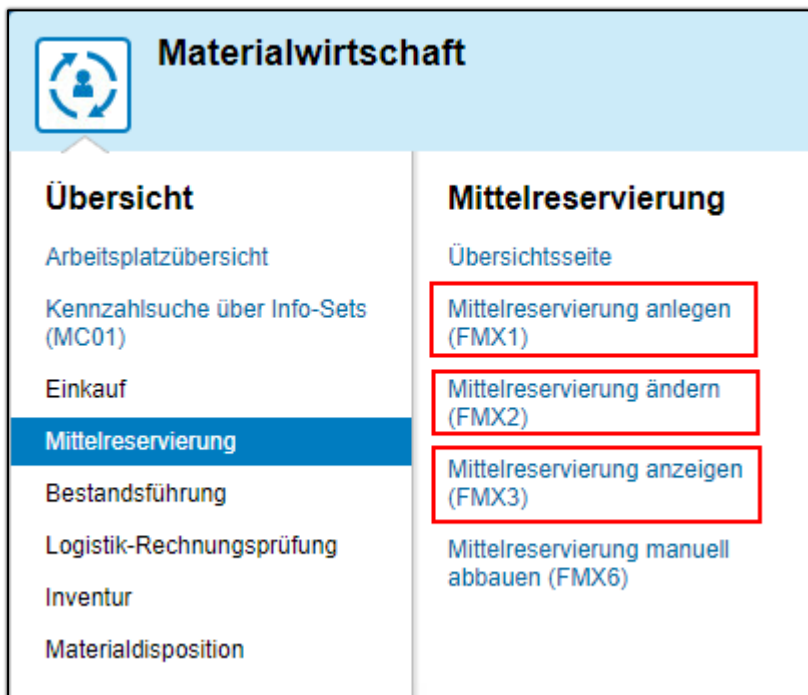 Materialwirtschaft
Übersicht
Arbeitsplatzübersicht
Kennzahlsuche über Info-Sets
(MC01)
Einkauf
Mittelreservierung
Bestandsführung
Logistik-Rechnungsprüfung
Inventur
Materialdisposition
Mittelreservierung
Übersichtsseite
Mittelreservierung anlegen
(FMX1)
Mittelreservierung ändern
(FMX2)
Mittelreservierung anzeigen
(FMX3)
Mittelreservierung manuell
abbauen (FMX6)